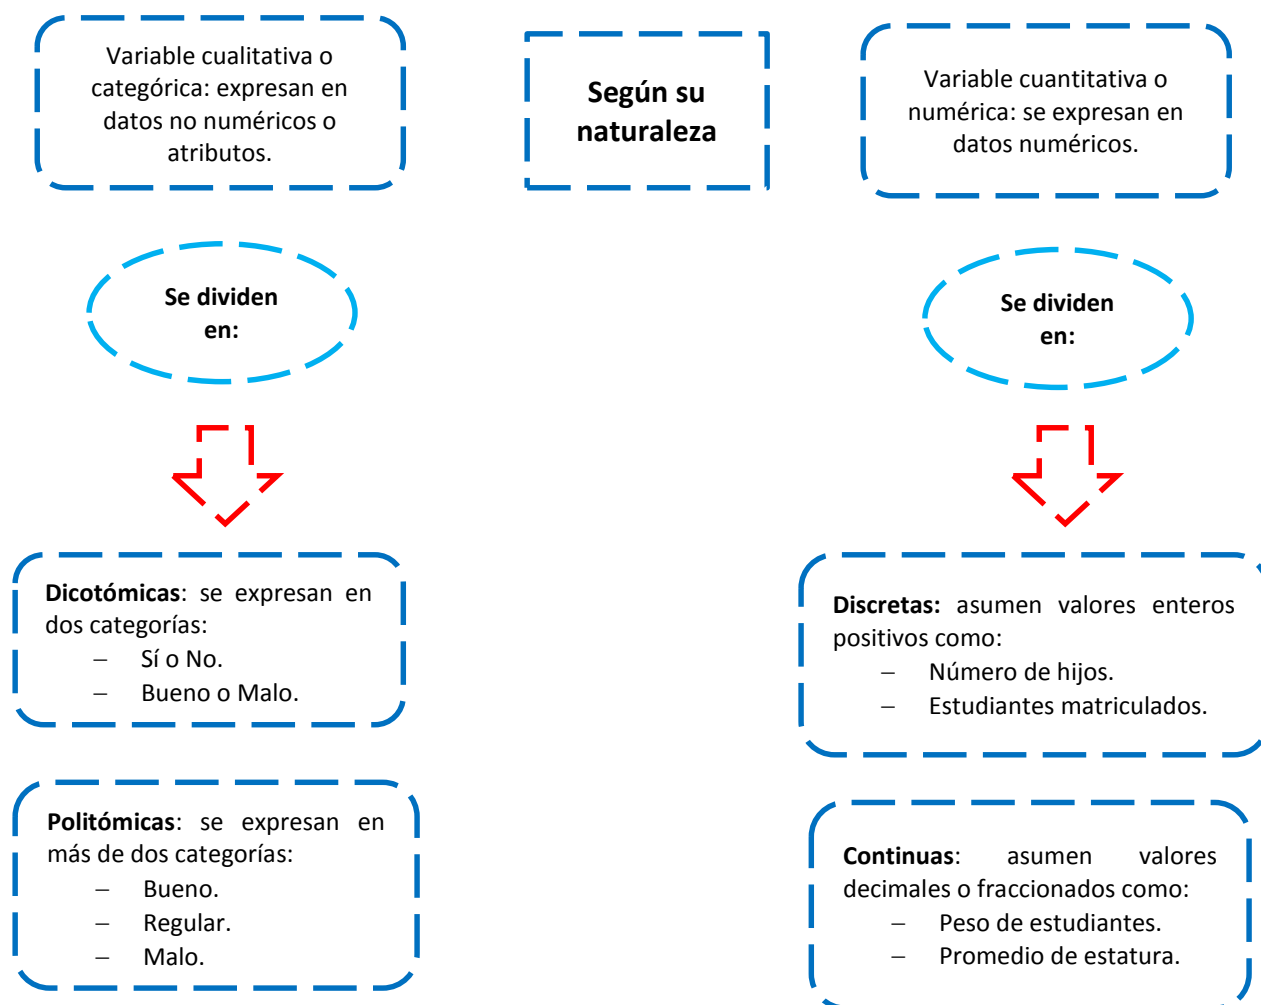 Variable cualitativa o
categórica: expresan en
datos no numéricos o
atributos.
Según su
naturaleza
Variable cuantitativa o
numérica: se expresan en
datos numéricos.
Se dividen
en:
Se dividen
en:
Dicotómicas: se expresan en
dos categorías:
– Sí o No.
– Bueno o Malo.
Discretas: asumen valores enteros
positivos como:
– Número de hijos.
– Estudiantes matriculados.
Politómicas: se expresan en
más de dos categorías:
– Bueno.
– Regular.
– Malo.
Continuas: asumen valores
decimales o fraccionados como:
– Peso de estudiantes.
– Promedio de estatura.